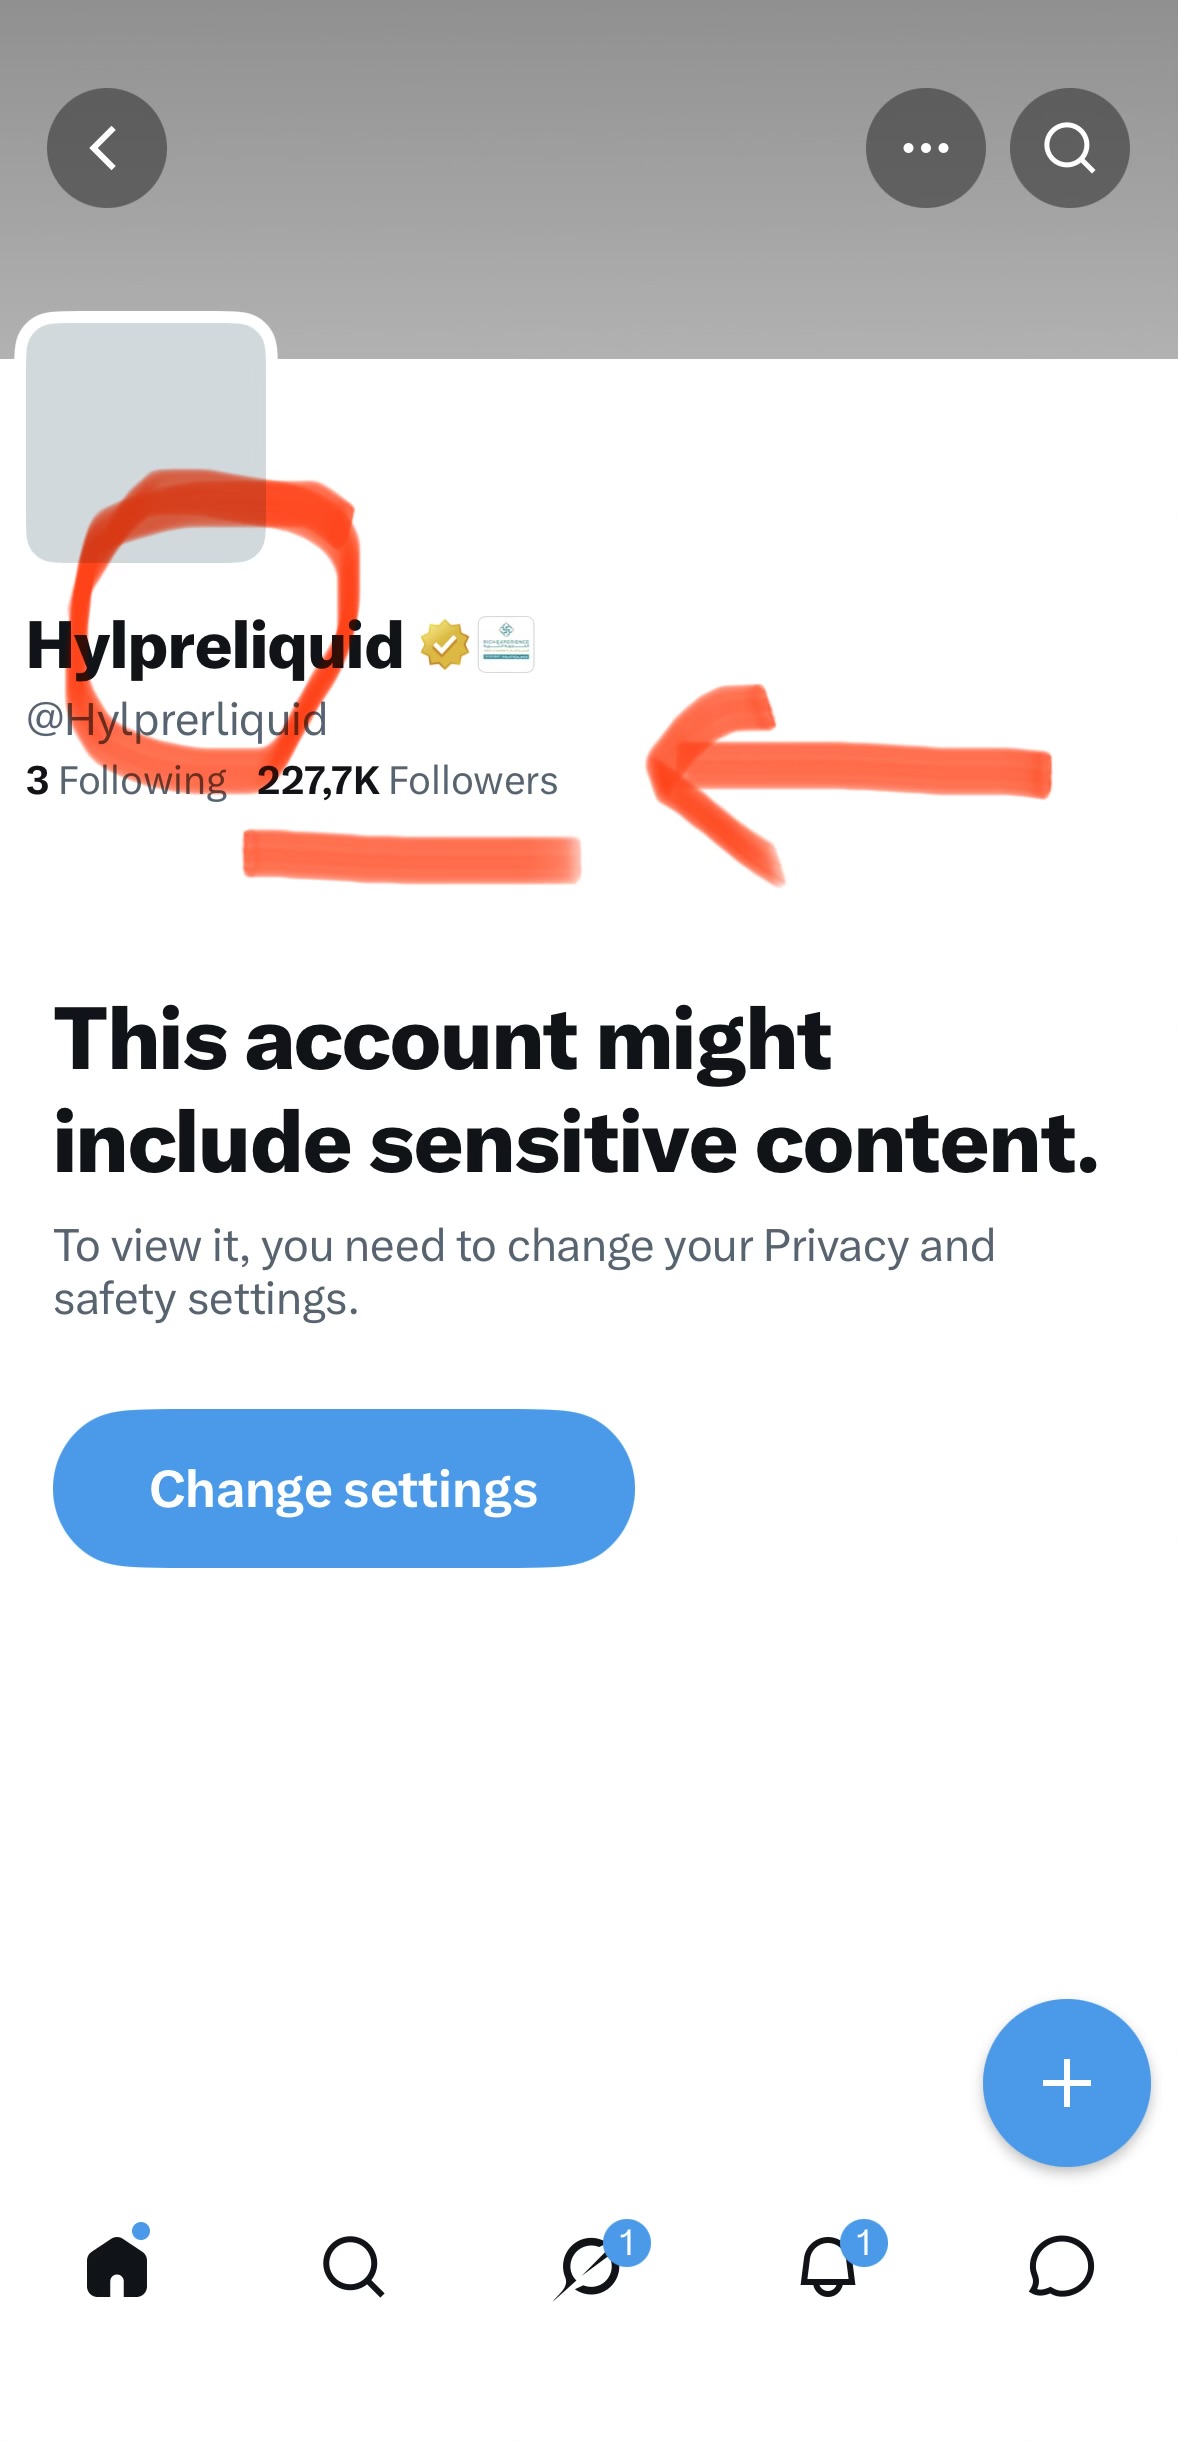 Hylpreliquid
@Hylprerliquid
3 Following 227,7K Followers
This account might
include sensitive content.
To view it, you need to change your Privacy and
safety settings.
Change settings
1
1